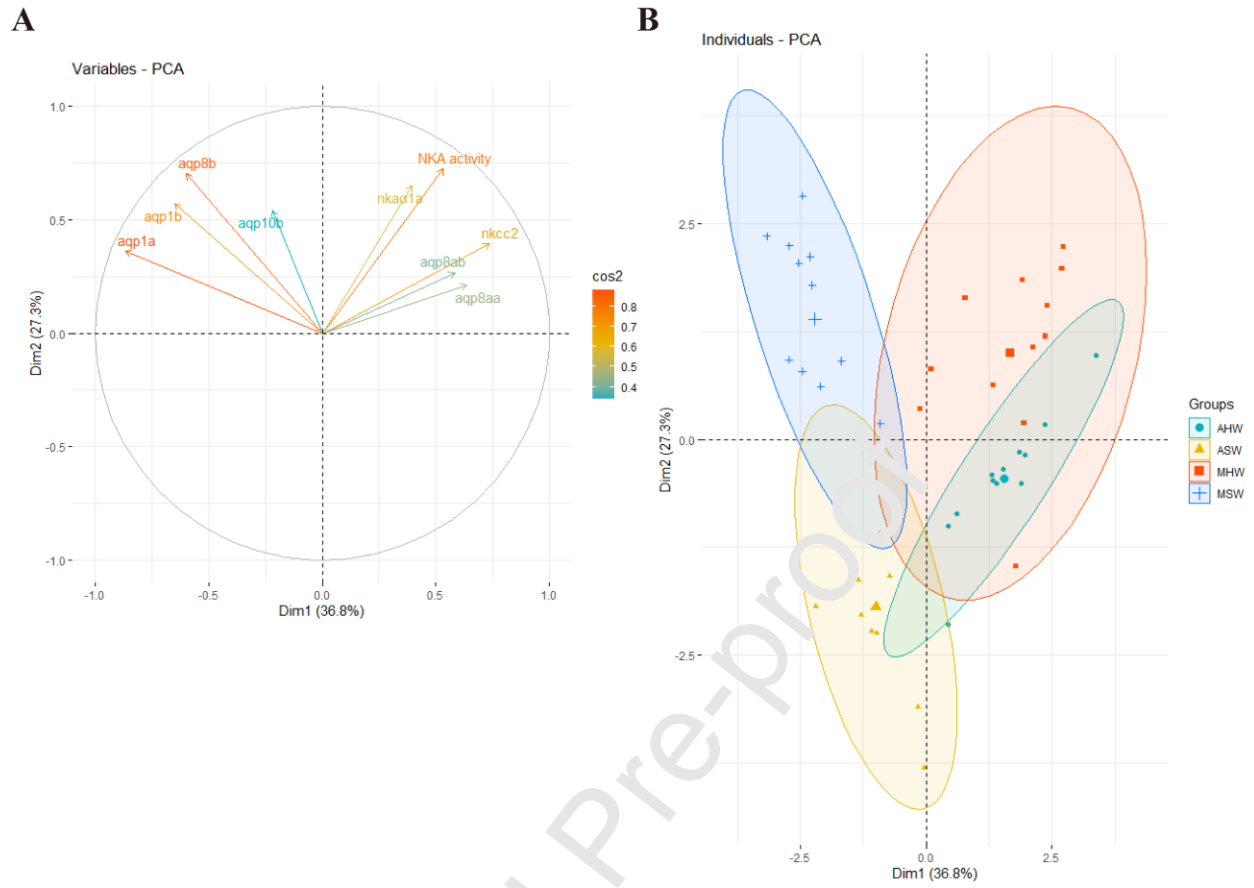 A
Variables - PCA
1.0
0.5
0.0
-0.5
-1.0
Dim2 (27.3%)
aqp8b
aqp1b
aqp1a
aqp10b
NKA activity
nkaα1a
nkcc2
aqp8ab
aqp8aa
-1.0 -0.5 0.0 0.5 1.0
Dim1 (36.8%)
cos2
0.8
0.7
0.6
0.5
0.4
B
Individuals - PCA
2.5
0.0
-2.5
Dim2 (27.3%)
-2.5 0.0 2.5
Dim1 (36.8%)
Groups
AHW
ASW
MHW
MSW
Pre-proof